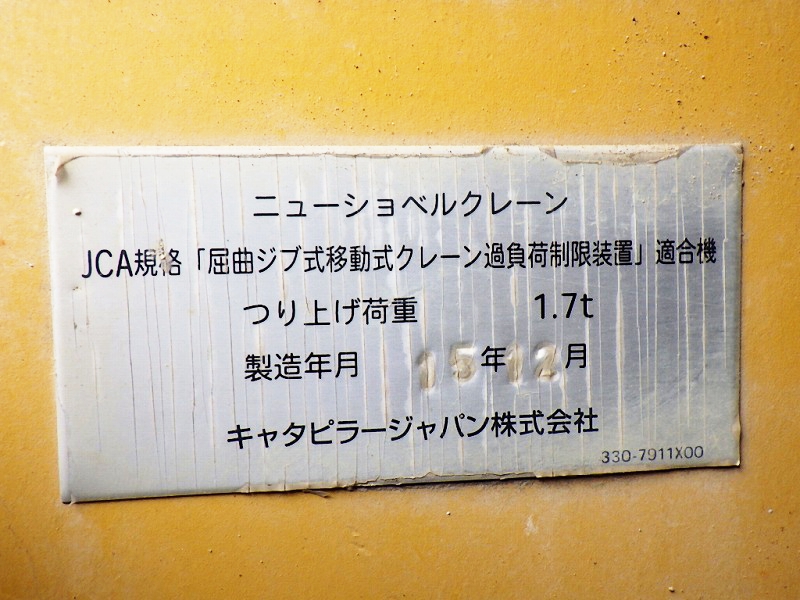 ニューショベルクレーン
JCA規格「屈曲ジブ式移動式クレーン過負荷制限装置」適合機
つり上げ荷重 1.7t
製造年月 15年12月
キャタピラージャパン株式会社
330-7911X00